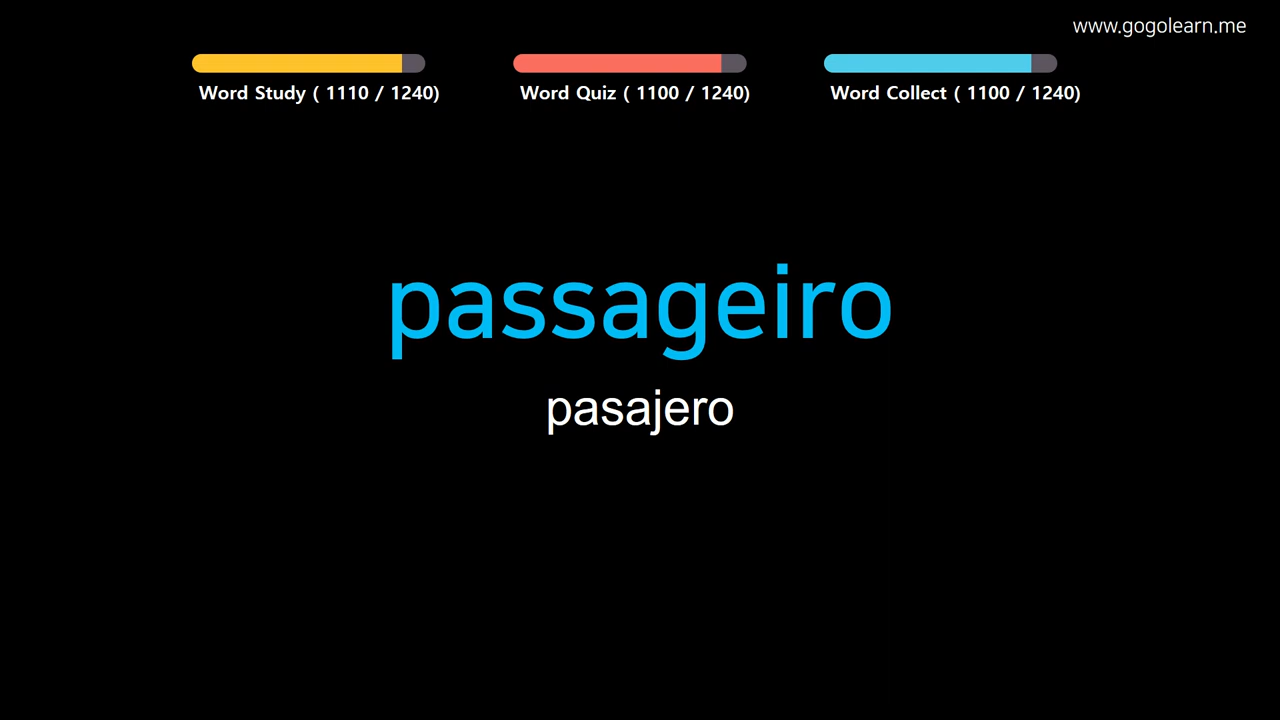 www.gogolearn.me
Word Study ( 1110 / 1240)
Word Quiz ( 1100 / 1240)
Word Collect ( 1100 / 1240)
passageiro
pasajero